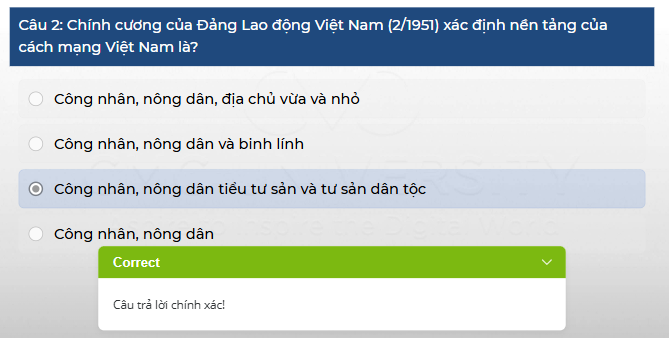 Câu 2: Chính cương của Đảng Lao động Việt Nam (2/1951) xác định nền tảng của
cách mạng Việt Nam là?
Công nhân, nông dân, địa chủ vừa và nhỏ
Công nhân, nông dân và binh lính
Công nhân, nông dân tiểu tư sản và tư sản dân tộc
Công nhân, nông dân
Correct
Câu trả lời chính xác!